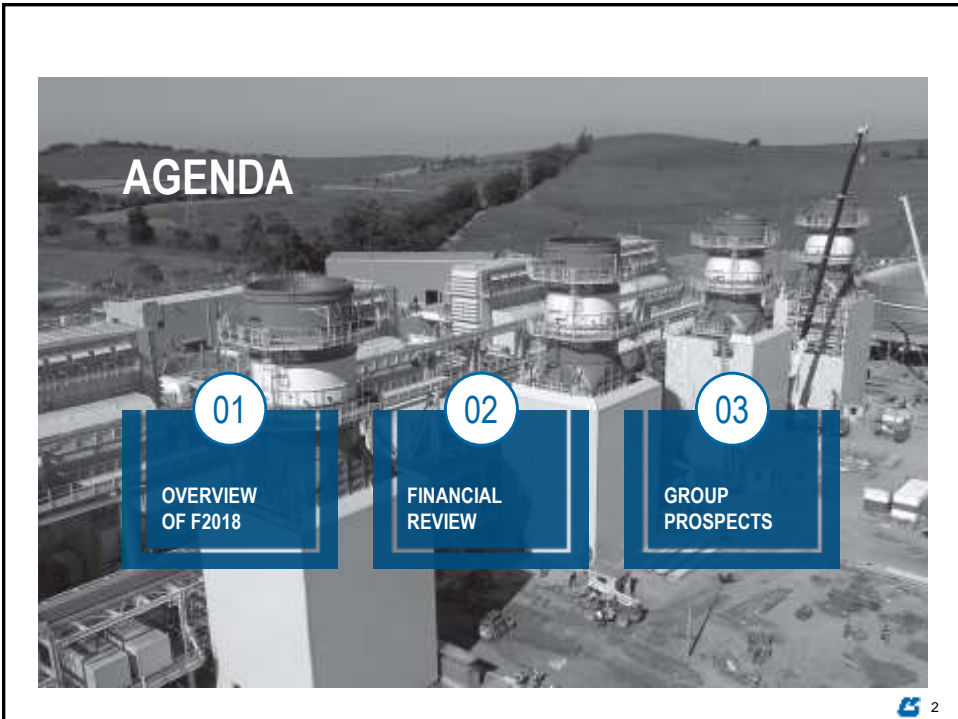 AGENDA
01
OVERVIEW
OF F2018
02
FINANCIAL
REVIEW
03
GROUP
PROSPECTS
2